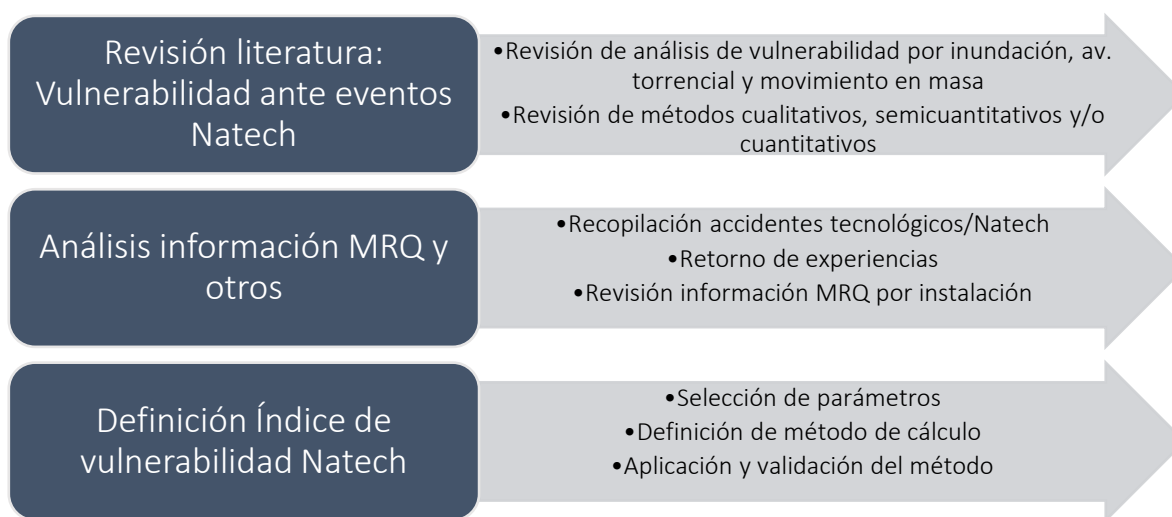 Revisión literatura:
Vulnerabilidad ante eventos
Natech
•Revisión de análisis de vulnerabilidad por inundación, av.
torrencial y movimiento en masa
•Revisión de métodos cualitativos, semicuantitativos y/o
cuantitativos
Análisis información MRQ y
otros
•Recopilación accidentes tecnológicos/Natech
•Retorno de experiencias
•Revisión información MRQ por instalación
Definición Índice de
vulnerabilidad Natech
•Selección de parámetros
•Definición de método de cálculo
•Aplicación y validación del método